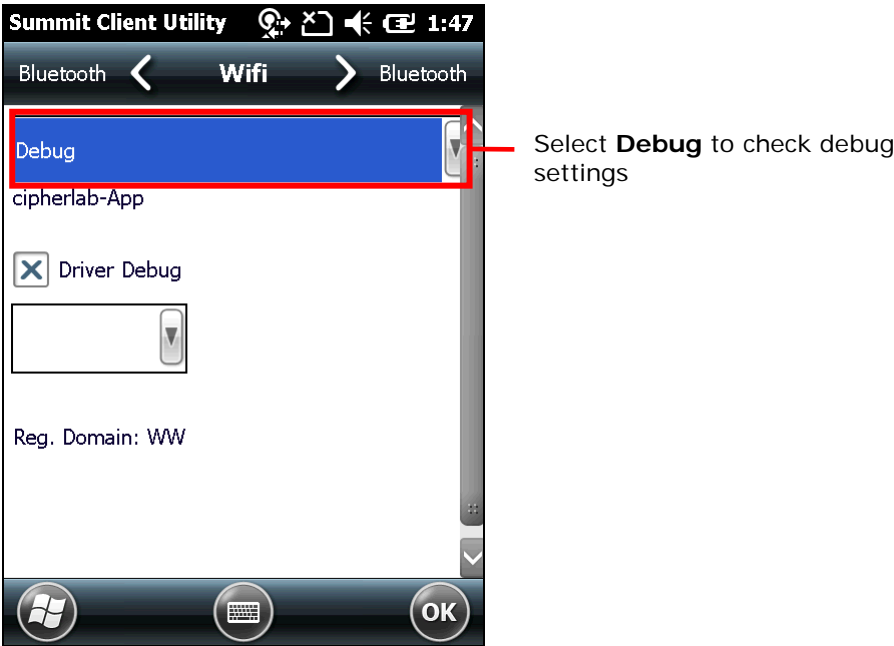 Summit Client Utility 1:47
Bluetooth Wifi Bluetooth
Debug
cipherlab-App
Driver Debug
Reg. Domain: WW
OK
Select Debug to check debug
settings